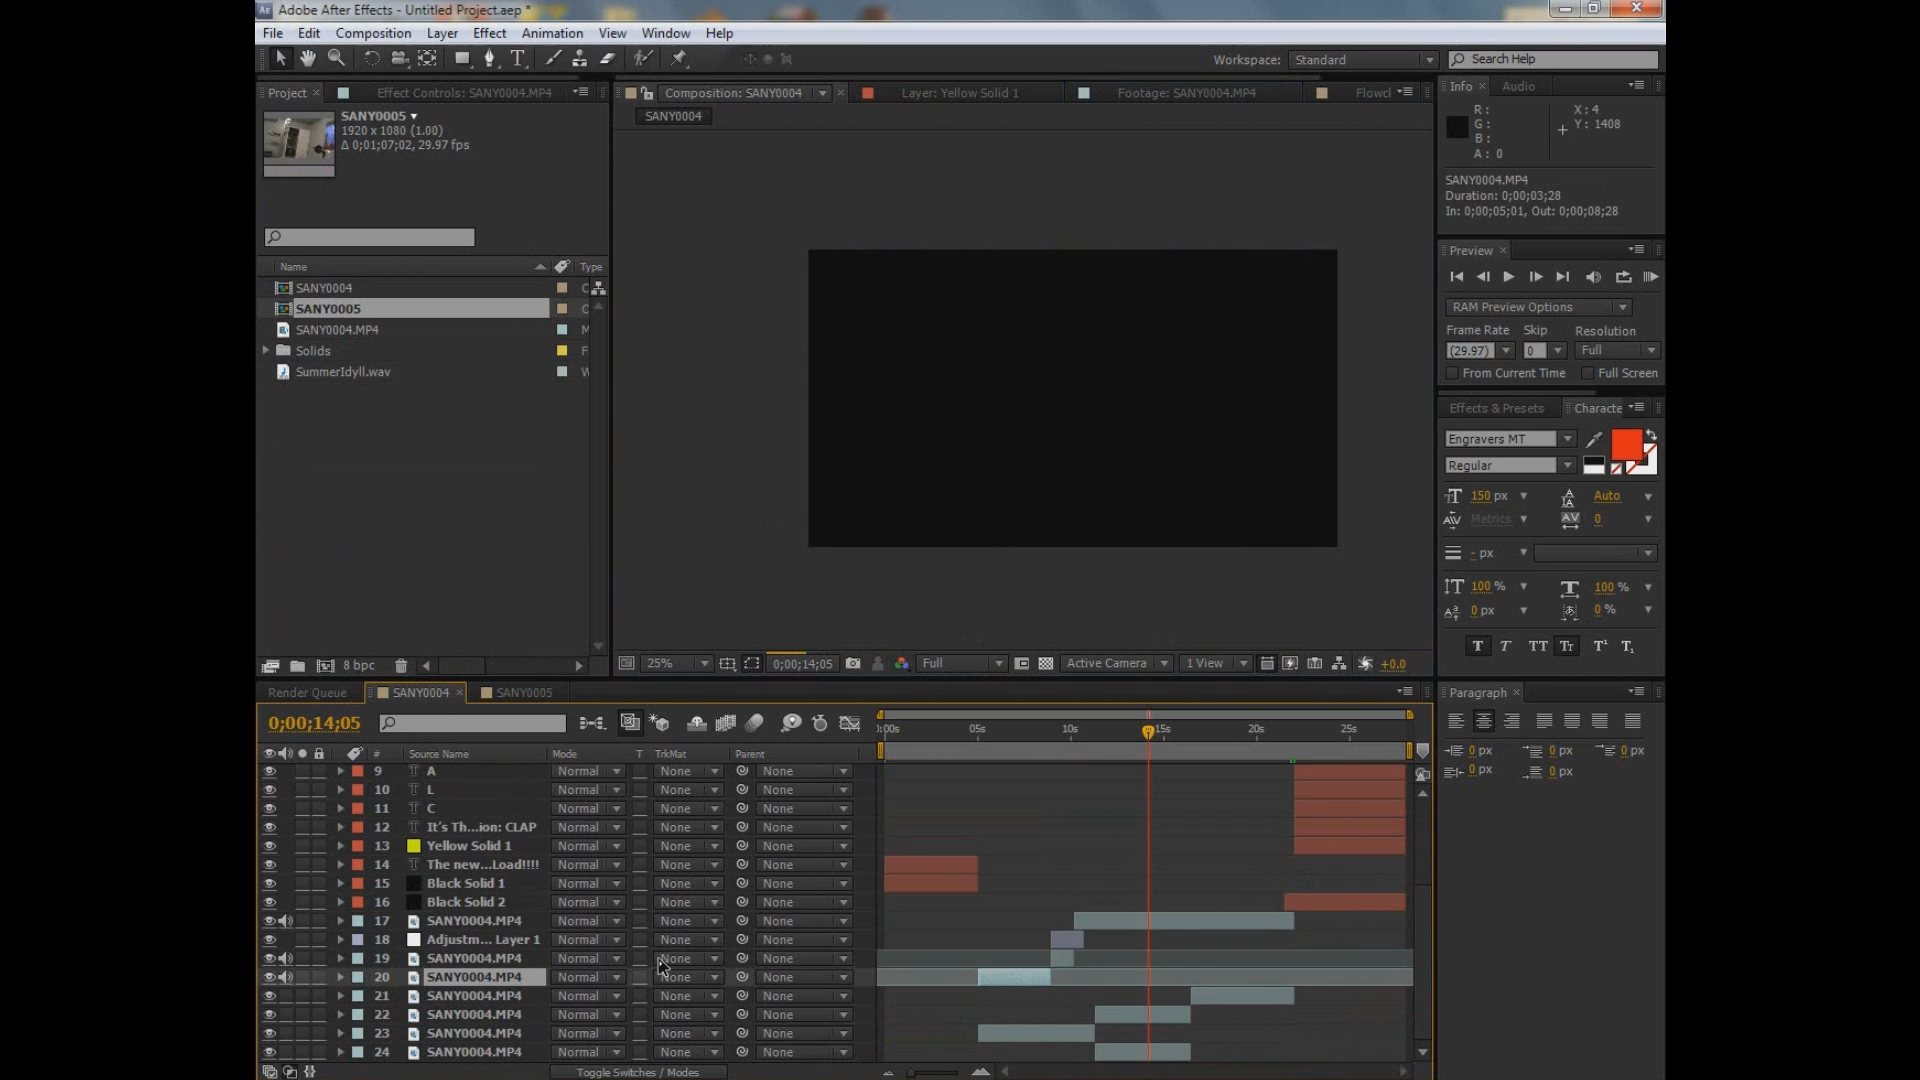 Adobe After Effects - Untitled Project.aep *
File Edit Composition Layer Effect Animation View Window Help
Workspace: Standard Search Help
Project Effect Controls: SANY0004.MP4
Composition: SANY0004 Layer: Yellow Solid 1 Footage: SANY0004.MP4 Flowcl
Info Audio
SANY0004
SANY0005
1920 x 1080 (1.00)
Δ 0;01;07;02, 29.97 fps
R: X: 4
G: Y: 1408
B:
A: 0
SANY0004.MP4
Duration: 0;00;03;28
In: 0;00;05;01, Out: 0;00;08;28
Preview
RAM Preview Options
Frame Rate Skip Resolution
(29.97) 0 Full
From Current Time Full Screen
Name Type
SANY0004 C
SANY0005 C
SANY0004.MP4 M
Solids F
SummerIdyll.wav W
Effects & Presets Characte
Engravers MT
Regular
150 px Auto
Metrics 0
- px
100 % 100 %
0 px 0 %
T T TT Tt T¹ T₁
8 bpc
25% 0;00;14;05 Full Active Camera 1 View +0.0
Render Queue SANY0004 SANY0005
Paragraph
0 px 0 px 0 px
0 px 0 px
0;00;14;05
:00s 05s 10s 15s 20s 25s
# Source Name Mode T TrkMat Parent
9 A Normal None None
10 L Normal None None
11 C Normal None None
12 It's Th...ion: CLAP Normal None None
13 Yellow Solid 1 Normal None None
14 The new...Load!!!! Normal None None
15 Black Solid 1 Normal None None
16 Black Solid 2 Normal None None
17 SANY0004.MP4 Normal None None
18 Adjustm... Layer 1 Normal None None
19 SANY0004.MP4 Normal None None
20 SANY0004.MP4 Normal None None
21 SANY0004.MP4 Normal None None
22 SANY0004.MP4 Normal None None
23 SANY0004.MP4 Normal None None
24 SANY0004.MP4 Normal None None
Toggle Switches / Modes